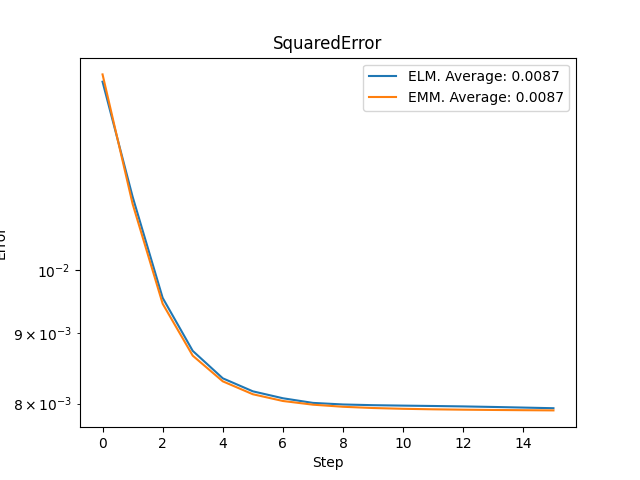 SquaredError
ELM. Average: 0.0087
EMM. Average: 0.0087
Error
10⁻²
9 × 10⁻³
8 × 10⁻³
0 2 4 6 8 10 12 14
Step